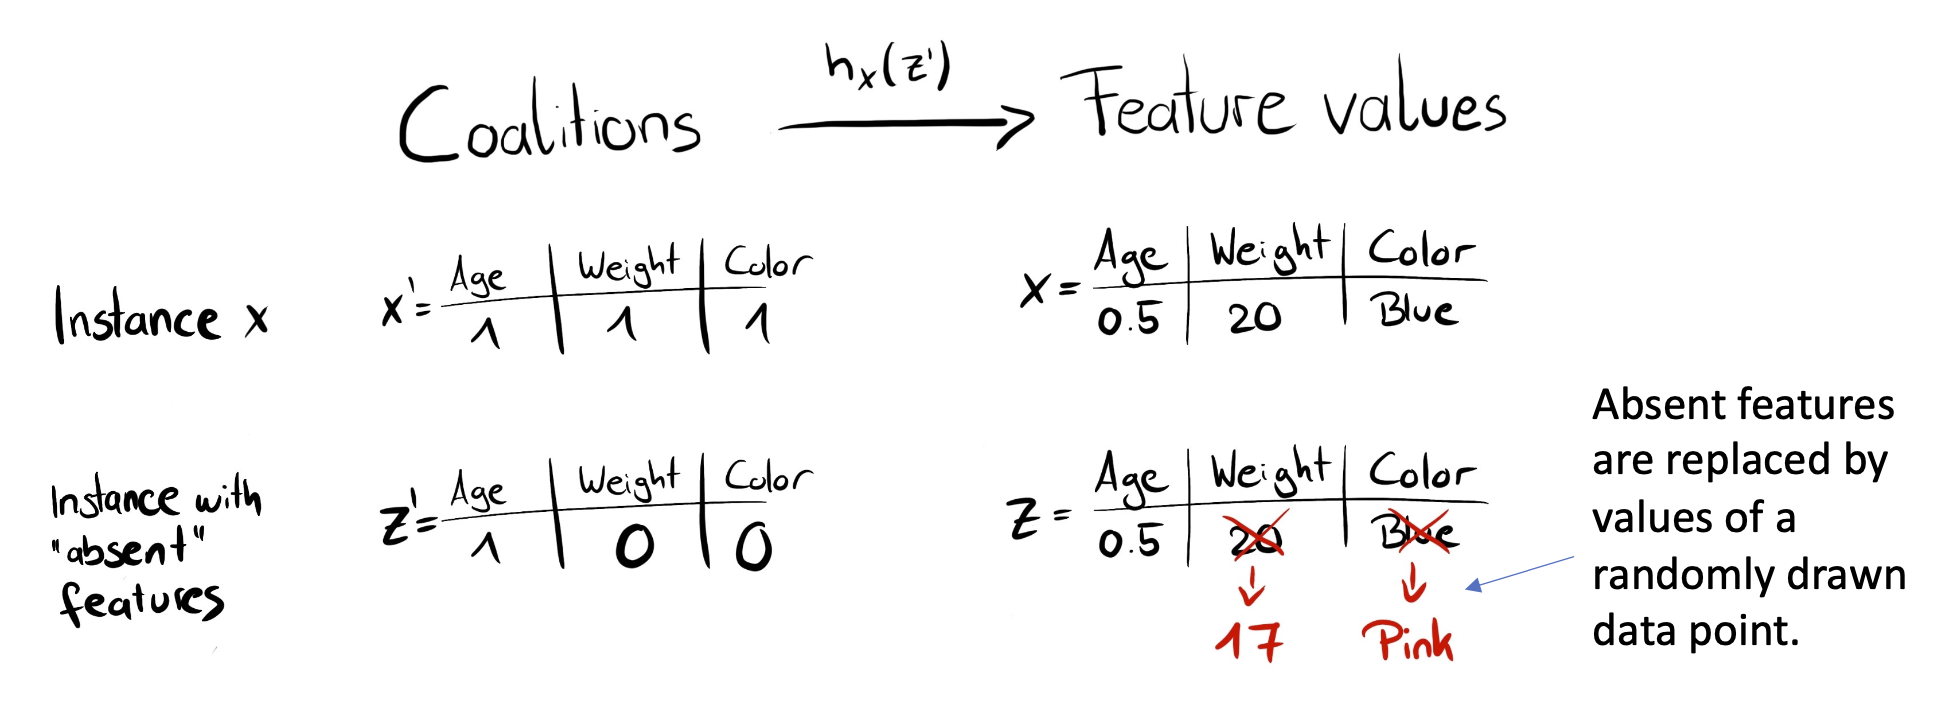 hx(z')
Coalitions → Feature values
Instance x
x'=
Age | Weight | Color
1 | 1 | 1
x =
Age | Weight | Color
0.5 | 20 | Blue
Instance with
"absent"
features
z'=
Age | Weight | Color
1 | 0 | 0
z =
Age | Weight | Color
0.5 | 20 | Blue
↓ ↓
17 Pink
Absent features
are replaced by
values of a
randomly drawn
data point.